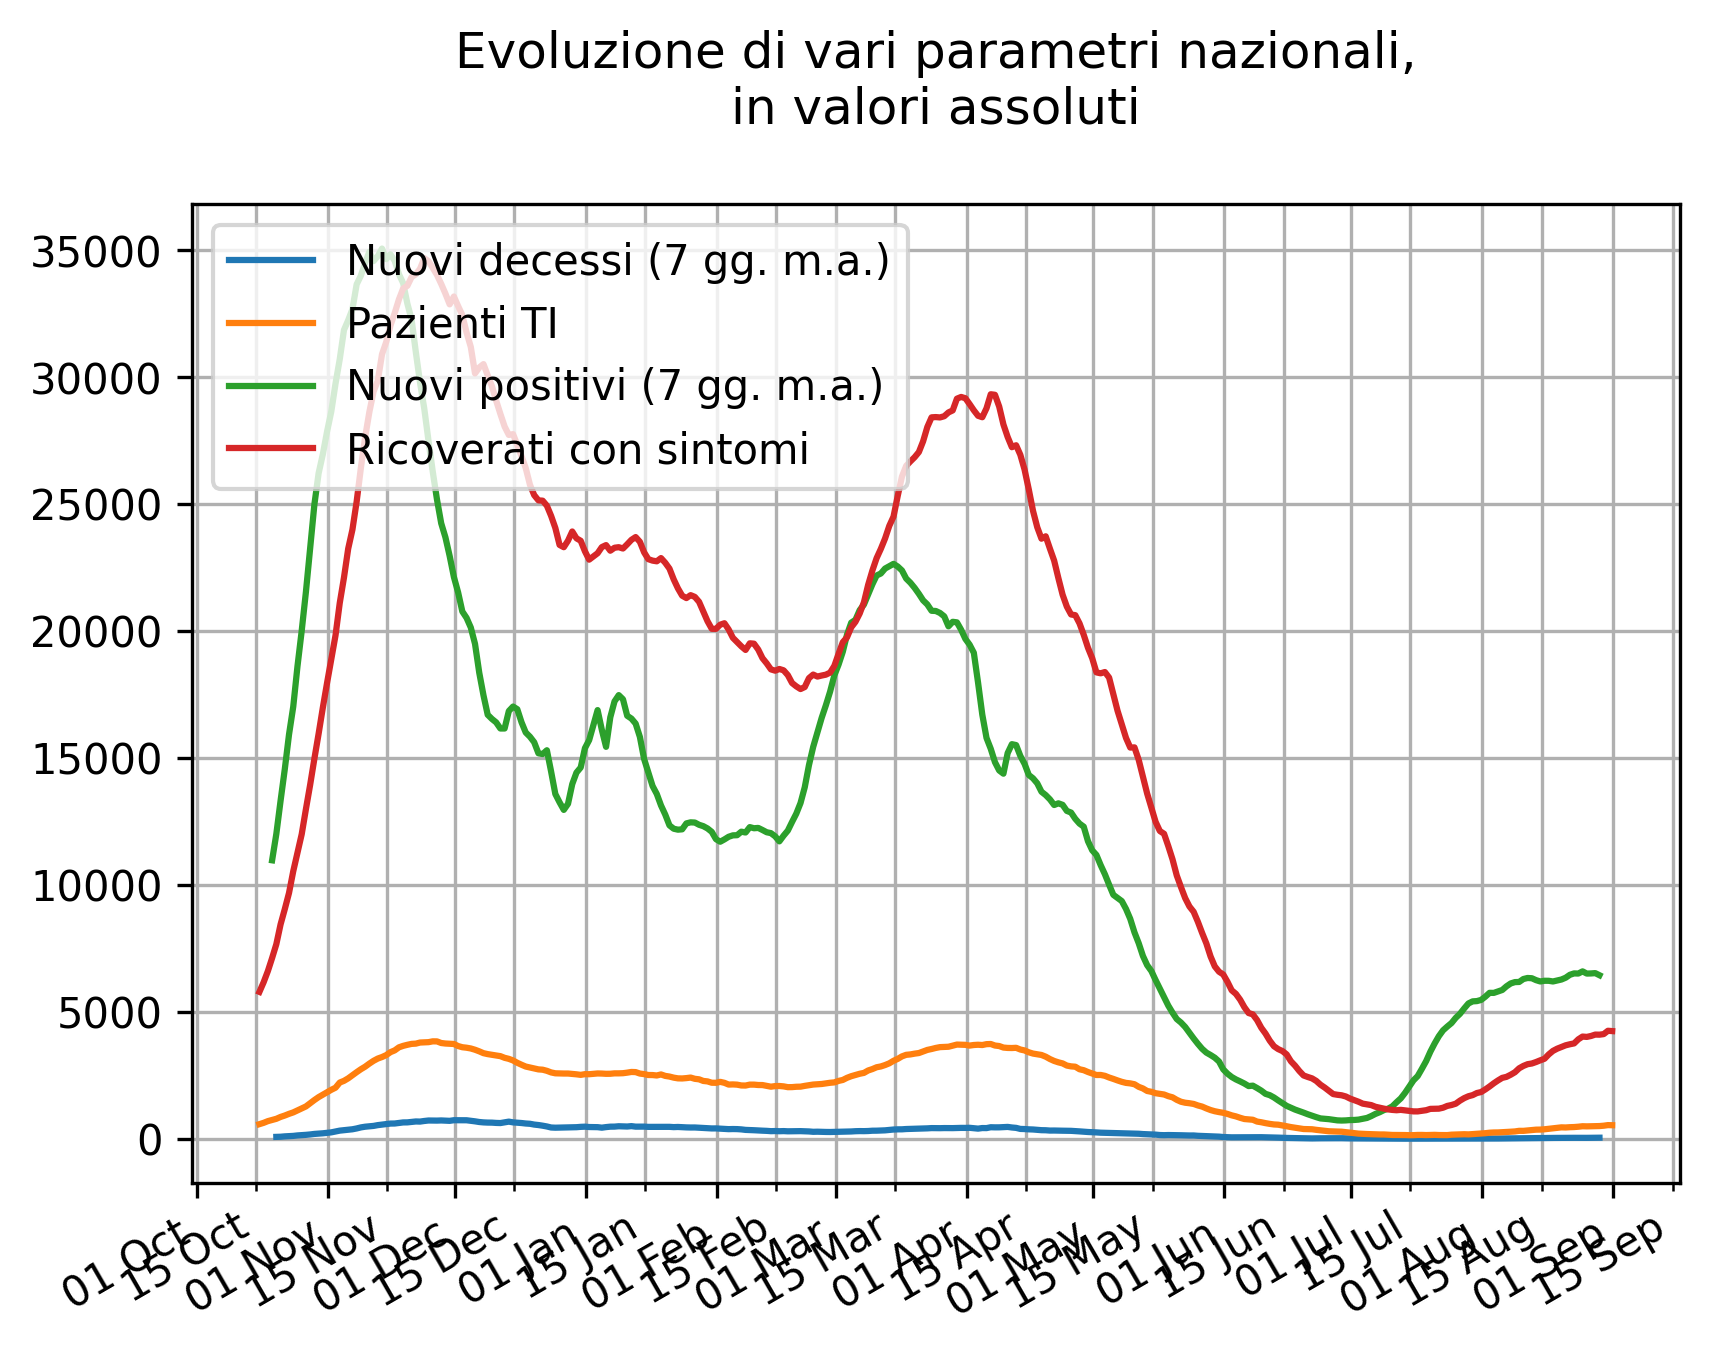 Evoluzione di vari parametri nazionali,
in valori assoluti
35000
30000
25000
20000
15000
10000
5000
0
Nuovi decessi (7 gg. m.a.)
Pazienti TI
Nuovi positivi (7 gg. m.a.)
Ricoverati con sintomi
01 Oct
15 Oct
01 Nov
15 Nov
01 Dec
15 Dec
01 Jan
15 Jan
01 Feb
15 Feb
01 Mar
15 Mar
01 Apr
15 Apr
01 May
15 May
01 Jun
15 Jun
01 Jul
15 Jul
01 Aug
15 Aug
01 Sep
15 Sep